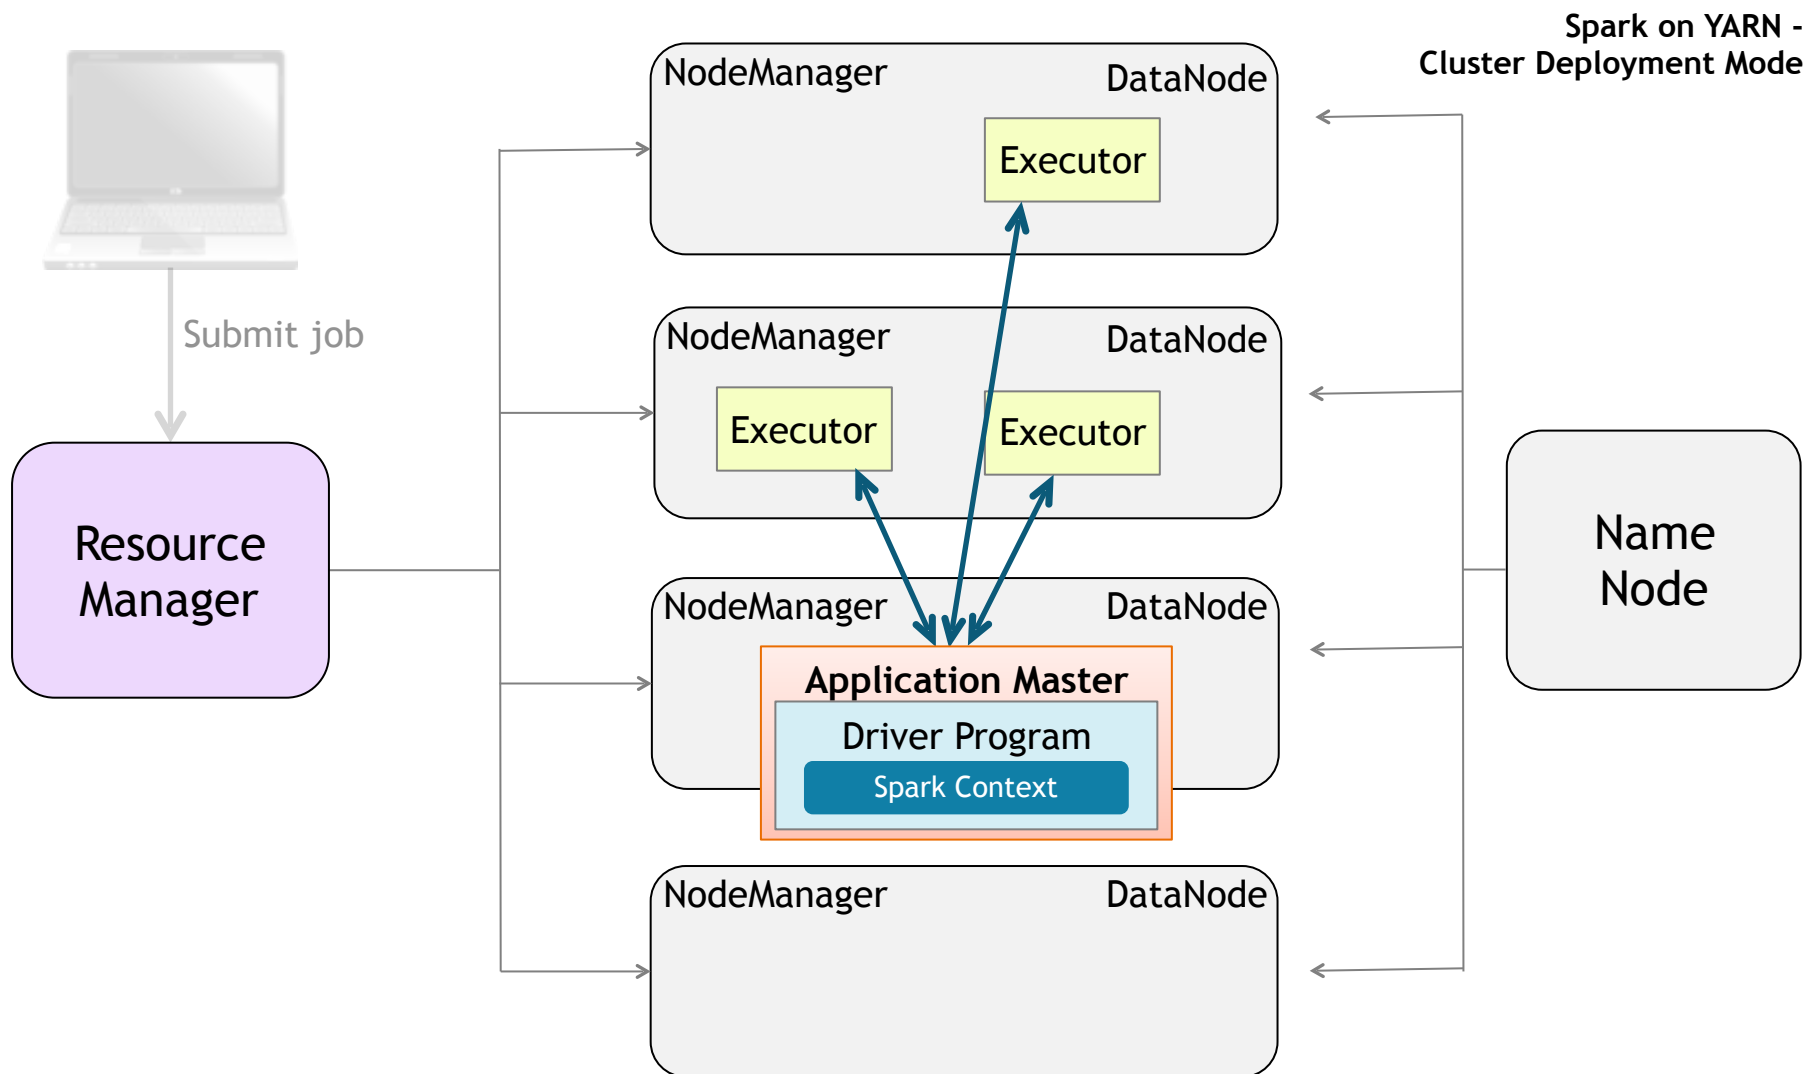 Spark on YARN -
Cluster Deployment Mode
NodeManager
DataNode
Executor
Submit job
NodeManager
DataNode
Executor
Executor
Resource
Manager
Name
Node
NodeManager
DataNode
Application Master
Driver Program
Spark Context
NodeManager
DataNode